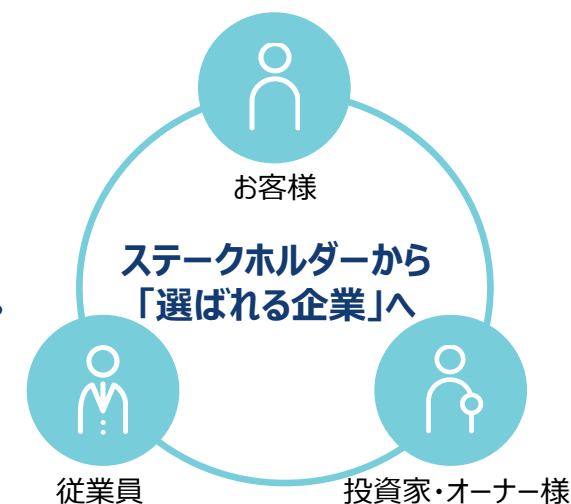 お客様
ステークホルダーから
「選ばれる企業」へ
従業員
投資家・オーナー様